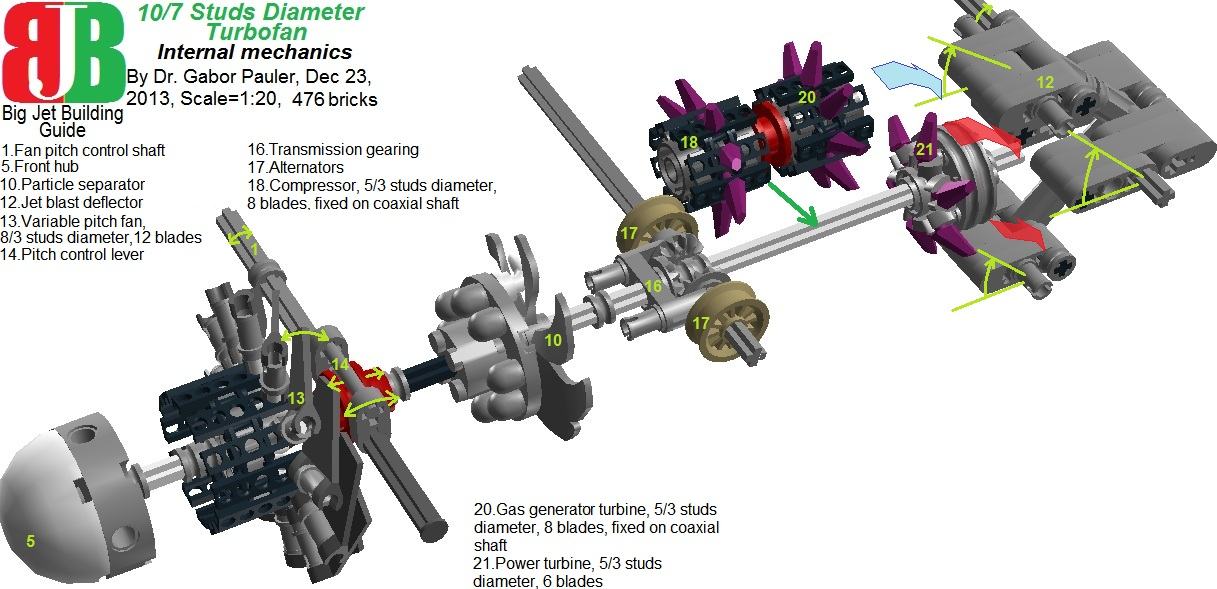 BJB
10/7 Studs Diameter
Turbofan
Internal mechanics
By Dr. Gabor Pauler, Dec 23,
2013, Scale=1:20, 476 bricks
Big Jet Building
Guide
1.Fan pitch control shaft
5.Front hub
10.Particle separator
12.Jet blast deflector
13.Variable pitch fan,
8/3 studs diameter,12 blades
14.Pitch control lever
16.Transmission gearing
17.Alternators
18.Compressor, 5/3 studs diameter,
8 blades, fixed on coaxial shaft
20
12
18
21
1
17
16
17
10
14
13
5
20.Gas generator turbine, 5/3 studs
diameter, 8 blades, fixed on coaxial
shaft
21.Power turbine, 5/3 studs
diameter, 6 blades